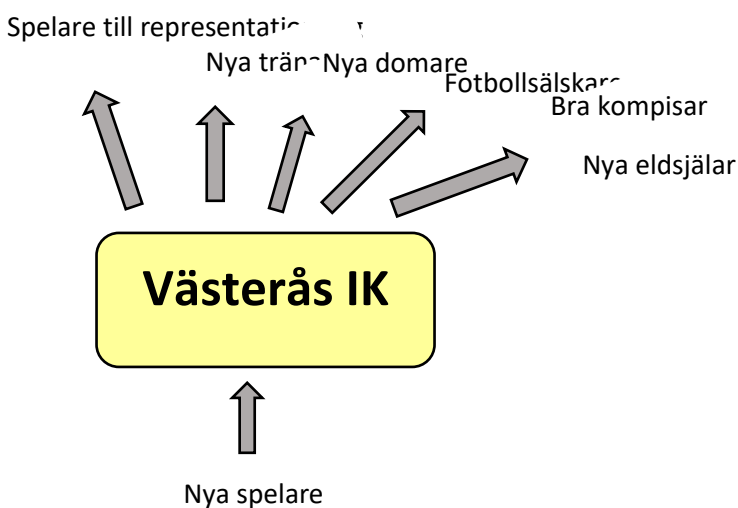 Spelare till
Nya
Nya domare
Bra kompisar
Nya eldsjälar
Västerås IK
Nya spelare